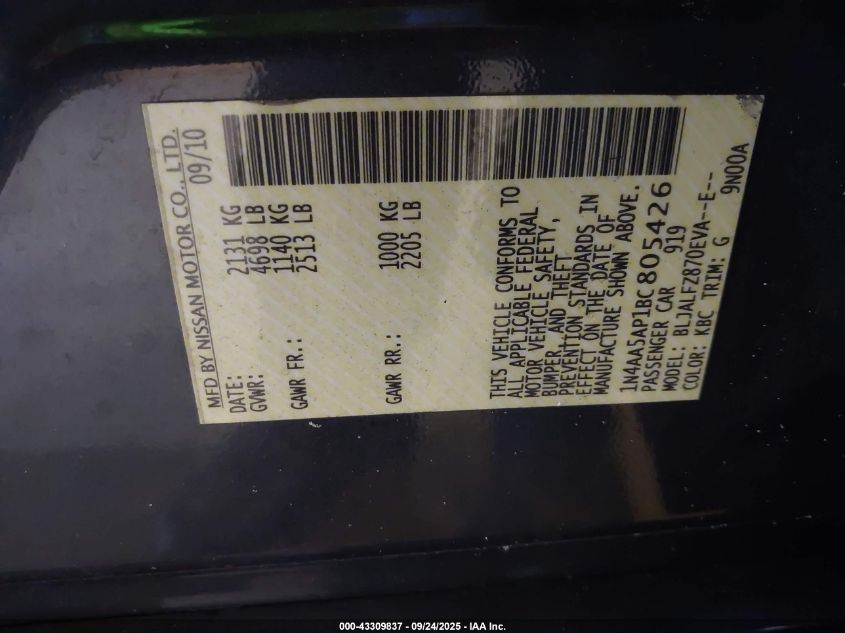 MFD BY NISSAN MOTOR CO., LTD.
DATE: 09/10
GVWR: 2131 KG
4698 LB
GAWR FR.: 1140 KG
2513 LB
GAWR RR.: 1000 KG
2205 LB
THIS VEHICLE CONFORMS TO
ALL APPLICABLE FEDERAL
MOTOR VEHICLE SAFETY,
BUMPER, AND THEFT
PREVENTION STANDARDS IN
EFFECT ON THE DATE OF
MANUFACTURE SHOWN ABOVE.
1N4AA5AP1BC805426
PASSENGER CAR 919
MODEL: BLJALFZ870EVA--E--
COLOR: KBC TRIM: G 9N00A
000-43309837 - 09/24/2025 - IAA Inc.